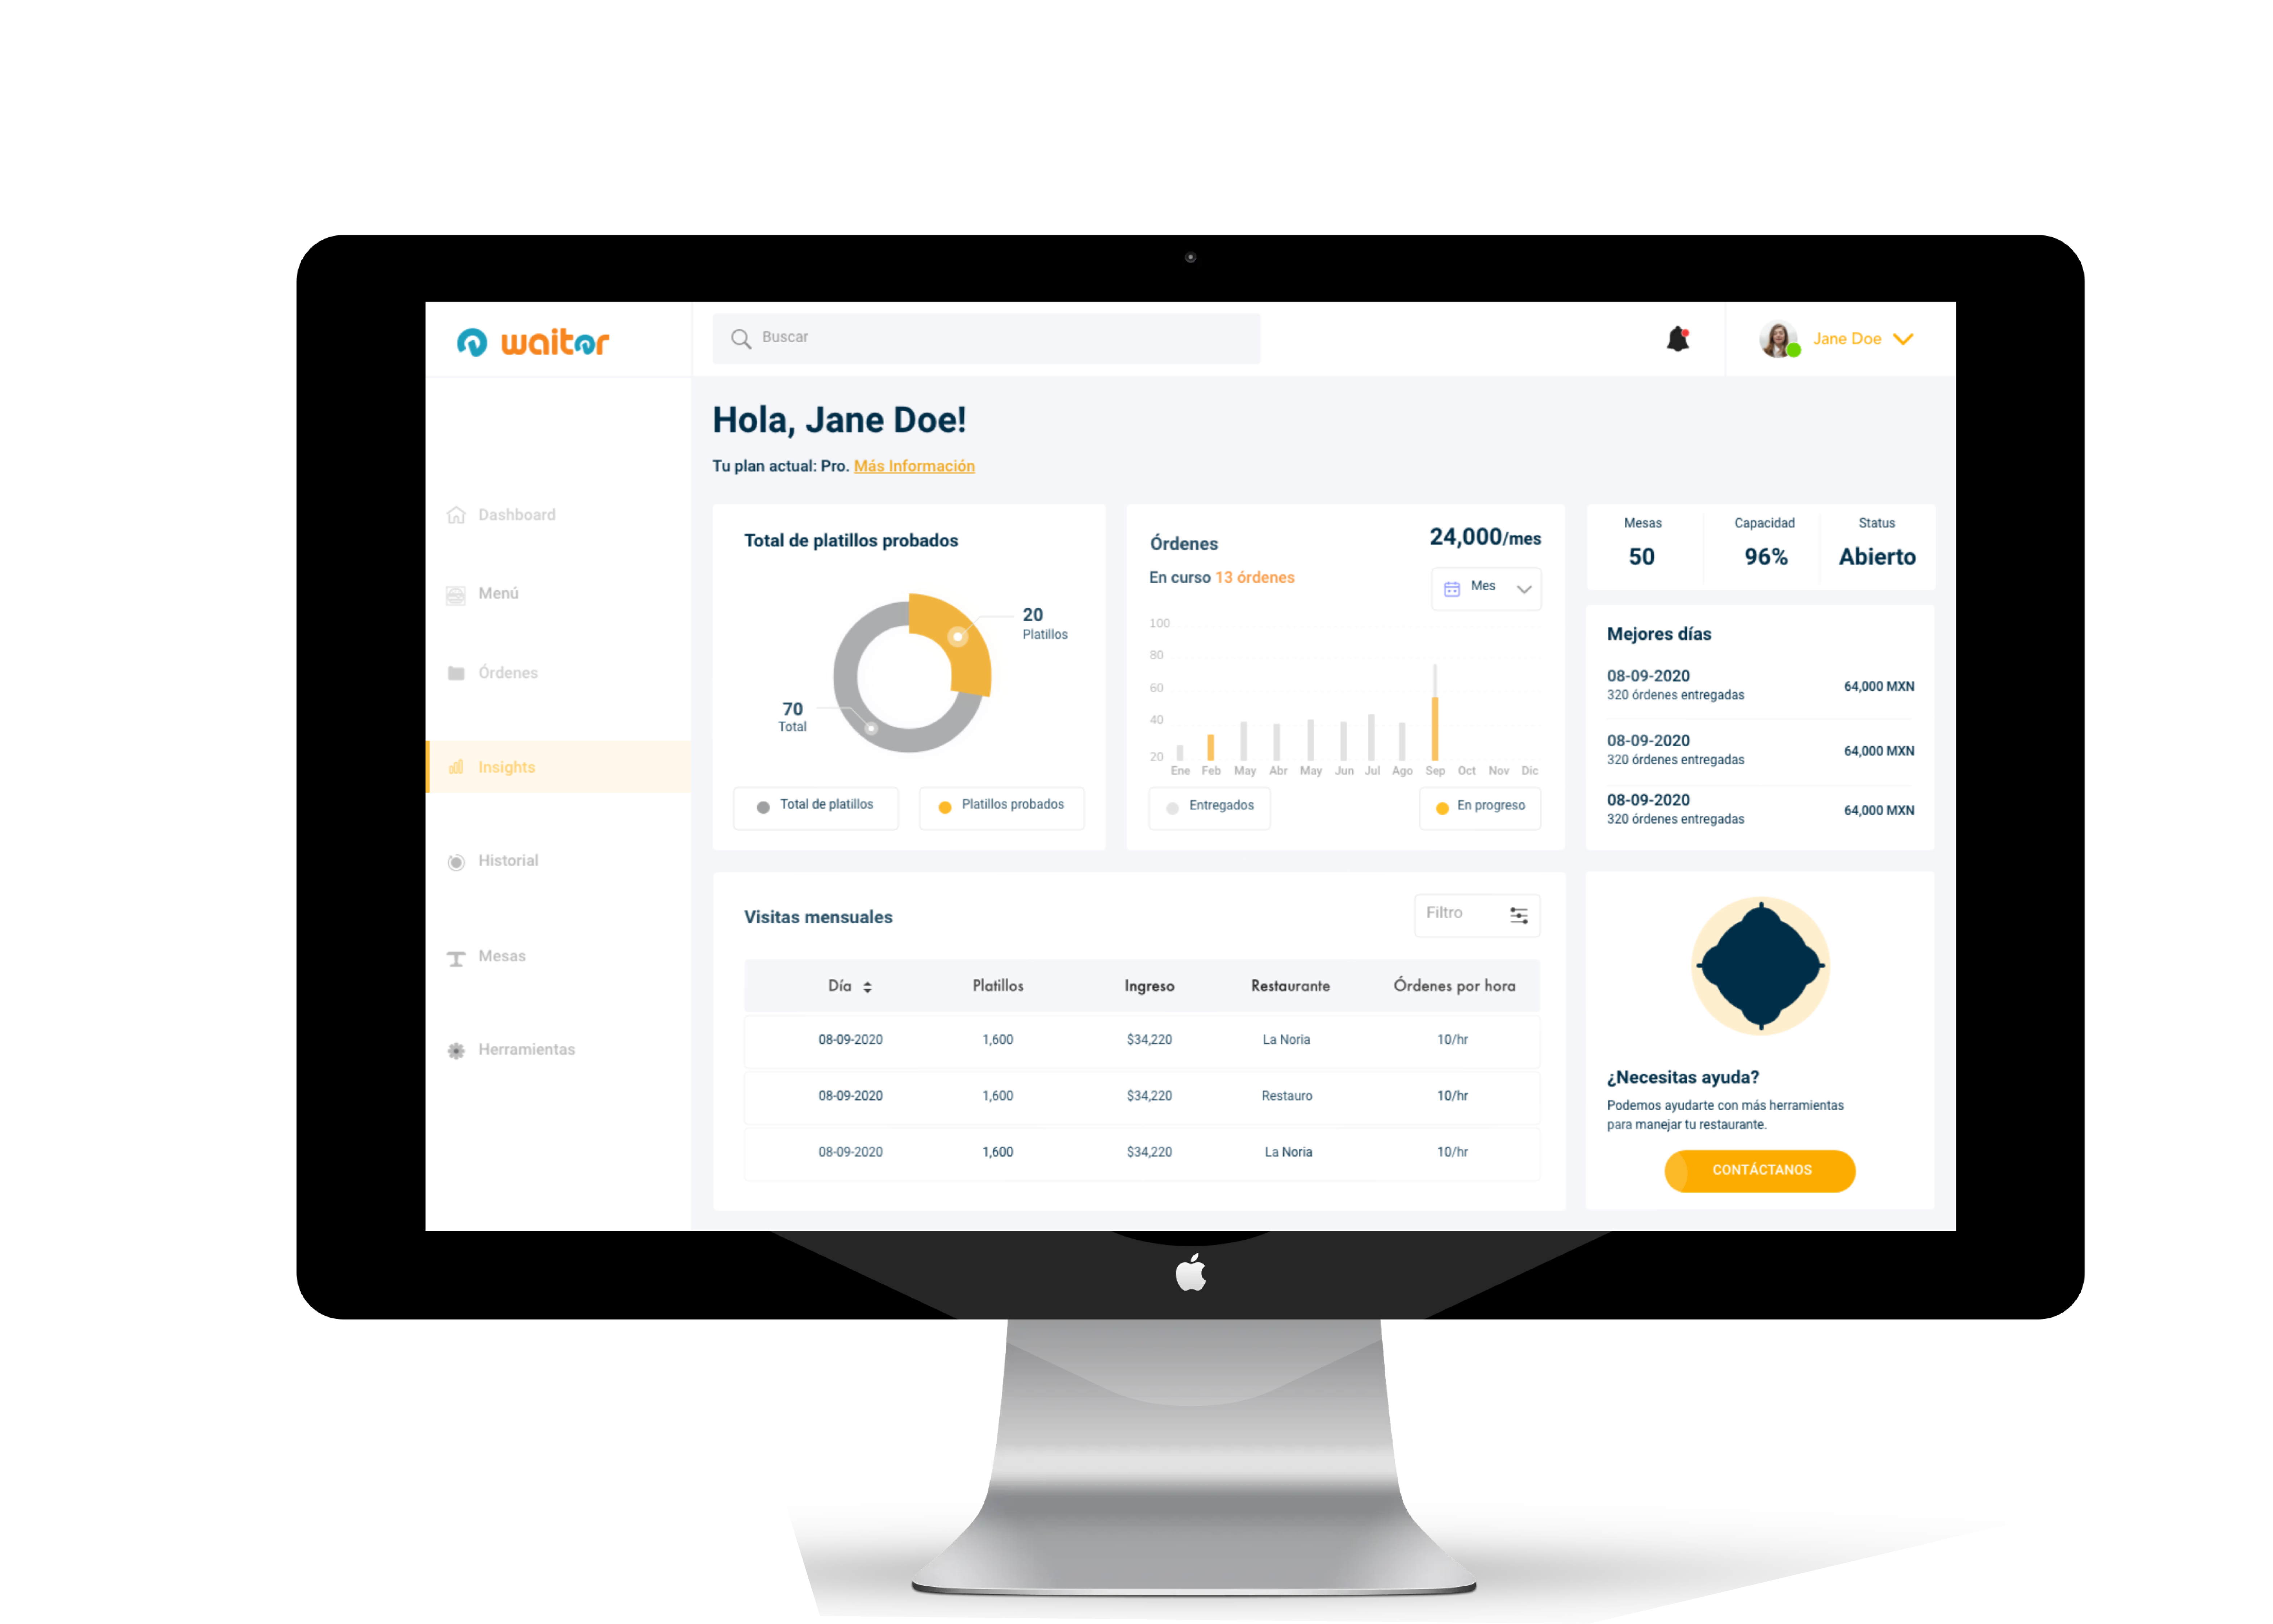 waitor
Buscar
Jane Doe
Hola, Jane Doe!
Tu plan actual: Pro. Más Información
Dashboard
Menú
Órdenes
Insights
Historial
Mesas
Herramientas
Total de platillos probados
20
Platillos
70
Total
Total de platillos
Platillos probados
Órdenes
24,000/mes
En curso 13 órdenes
Mes
100
80
60
40
20
Ene Feb May Abr May Jun Jul Ago Sep Oct Nov Dic
Entregados
En progreso
Mesas Capacidad Status
50 96% Abierto
Mejores días
08-09-2020
320 órdenes entregadas
64,000 MXN
08-09-2020
320 órdenes entregadas
64,000 MXN
08-09-2020
320 órdenes entregadas
64,000 MXN
Visitas mensuales
Filtro
Día Platillos Ingreso Restaurante Órdenes por hora
08-09-2020 1,600 $34,220 La Noria 10/hr
08-09-2020 1,600 $34,220 Restauro 10/hr
08-09-2020 1,600 $34,220 La Noria 10/hr
¿Necesitas ayuda?
Podemos ayudarte con más herramientas
para manejar tu restaurante.
CONTÁCTANOS